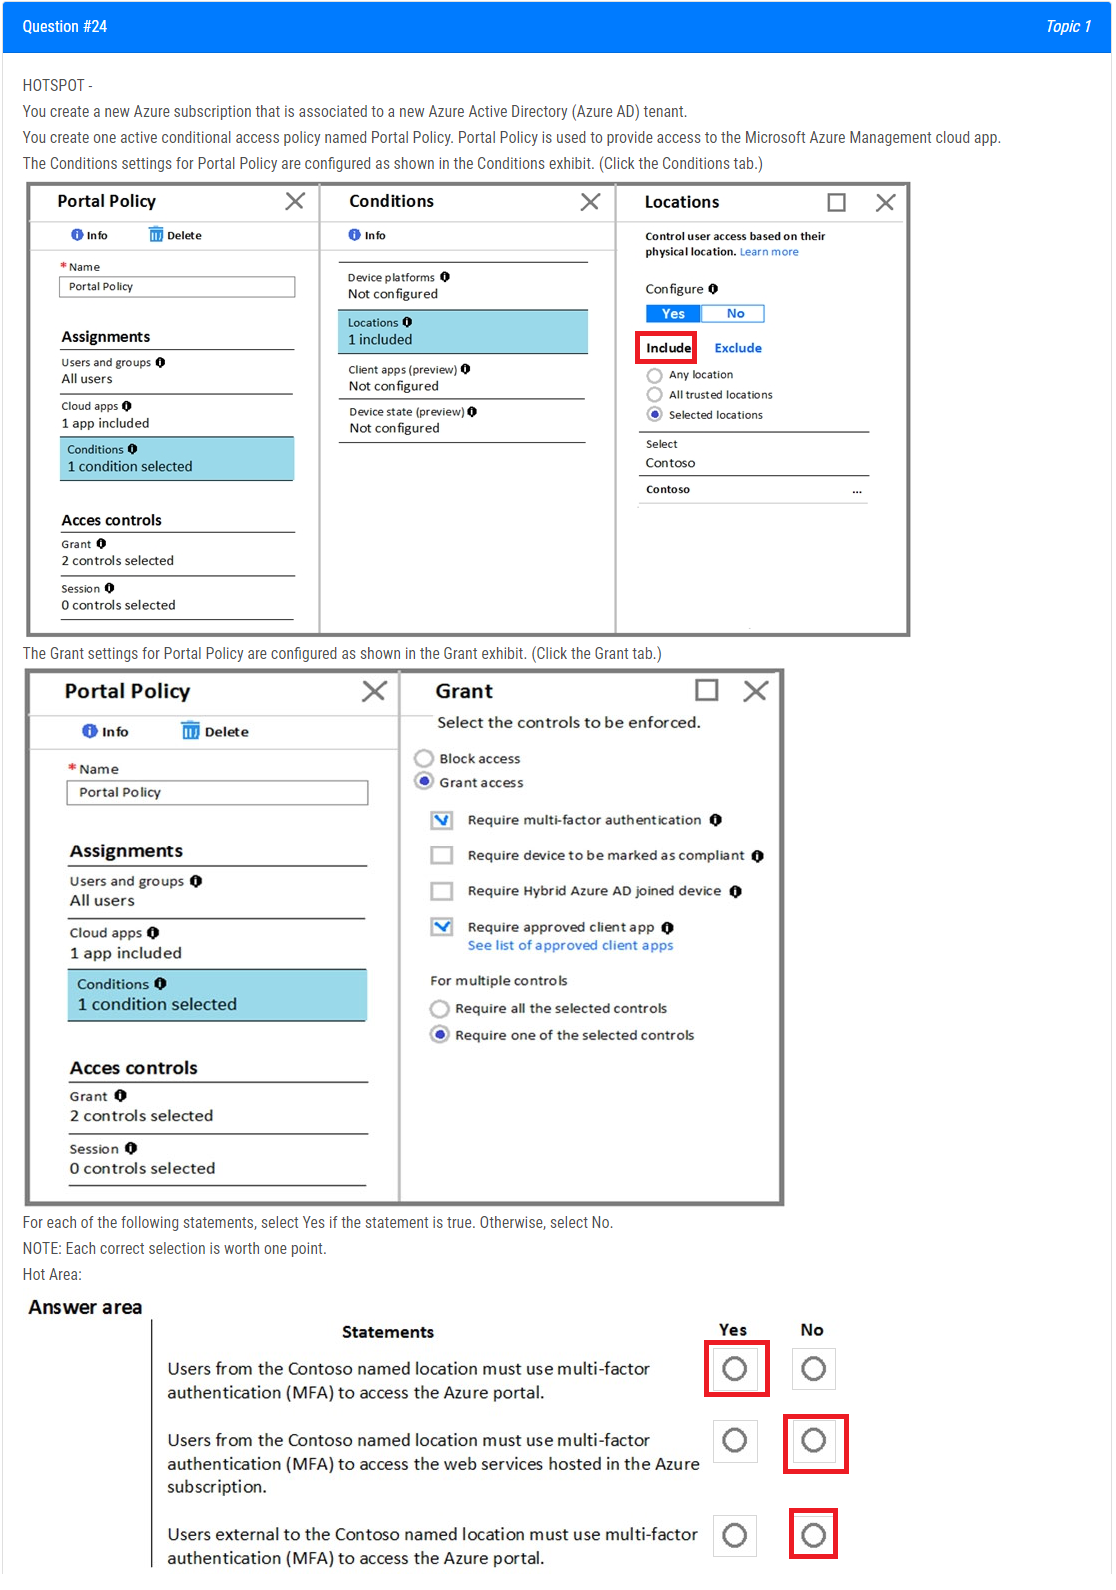 Question #24
Topic 1
HOTSPOT -
You create a new Azure subscription that is associated to a new Azure Active Directory (Azure AD) tenant.
You create one active conditional access policy named Portal Policy. Portal Policy is used to provide access to the Microsoft Azure Management cloud app.
The Conditions settings for Portal Policy are configured as shown in the Conditions exhibit. (Click the Conditions tab.)
Portal Policy
Info
Delete
* Name
Portal Policy
Assignments
Users and groups
All users
Cloud apps
1 app included
Conditions
1 condition selected
Acces controls
Grant
2 controls selected
Session
0 controls selected
Conditions
Info
Device platforms
Not configured
Locations
1 included
Client apps (preview)
Not configured
Device state (preview)
Not configured
Locations
Control user access based on their
physical location. Learn more
Configure
Yes No
Include Exclude
Any location
All trusted locations
Selected locations
Select
Contoso
Contoso ...
The Grant settings for Portal Policy are configured as shown in the Grant exhibit. (Click the Grant tab.)
Portal Policy
Info
Delete
* Name
Portal Policy
Assignments
Users and groups
All users
Cloud apps
1 app included
Conditions
1 condition selected
Acces controls
Grant
2 controls selected
Session
0 controls selected
Grant
Select the controls to be enforced.
Block access
Grant access
Require multi-factor authentication
Require device to be marked as compliant
Require Hybrid Azure AD joined device
Require approved client app
See list of approved client apps
For multiple controls
Require all the selected controls
Require one of the selected controls
For each of the following statements, select Yes if the statement is true. Otherwise, select No.
NOTE: Each correct selection is worth one point.
Hot Area:
Answer area
Statements Yes No
Users from the Contoso named location must use multi-factor
authentication (MFA) to access the Azure portal.
Users from the Contoso named location must use multi-factor
authentication (MFA) to access the web services hosted in the Azure
subscription.
Users external to the Contoso named location must use multi-factor
authentication (MFA) to access the Azure portal.